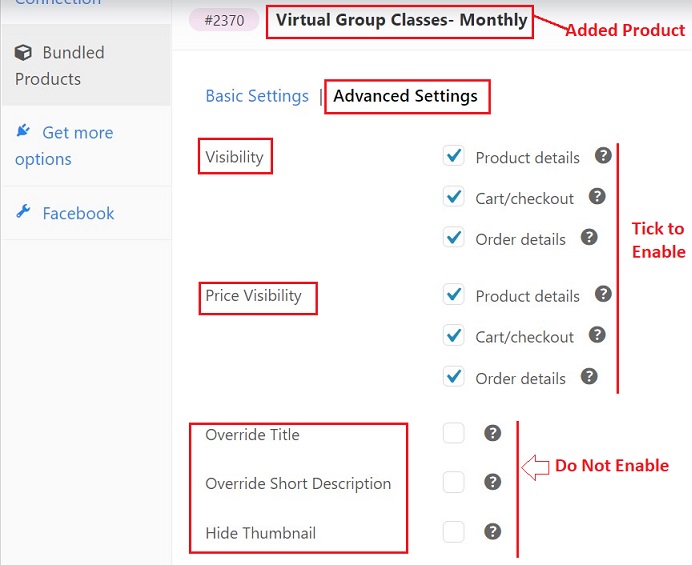 Connection
#2370 Virtual Group Classes- Monthly
Added Product
Bundled
Products
Get more
options
Facebook
Basic Settings | Advanced Settings
Visibility
Product details ?
Cart/checkout ?
Order details ?
Tick to
Enable
Price Visibility
Product details ?
Cart/checkout ?
Order details ?
Override Title ?
Override Short Description ?
Hide Thumbnail ?
Do Not Enable